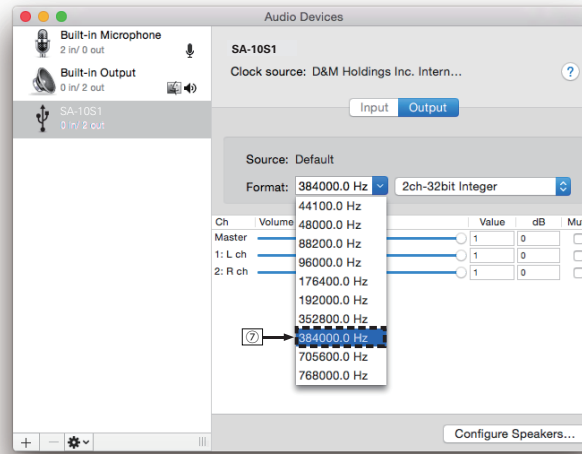 Audio Devices
Built-in Microphone
2 in/ 0 out
Built-in Output
0 in/ 2 out
SA-10S1
0 in/ 2 out
SA-10S1
Clock source: D&M Holdings Inc. Intern...
?
Input Output
Source: Default
Format: 384000.0 Hz 2ch-32bit Integer
44100.0 Hz
48000.0 Hz
88200.0 Hz
96000.0 Hz
176400.0 Hz
192000.0 Hz
352800.0 Hz
⑦ 384000.0 Hz
705600.0 Hz
768000.0 Hz
Ch Volume Value dB Mu
Master 1 0
1: L ch 1 0
2: R ch 1 0
Configure Speakers...